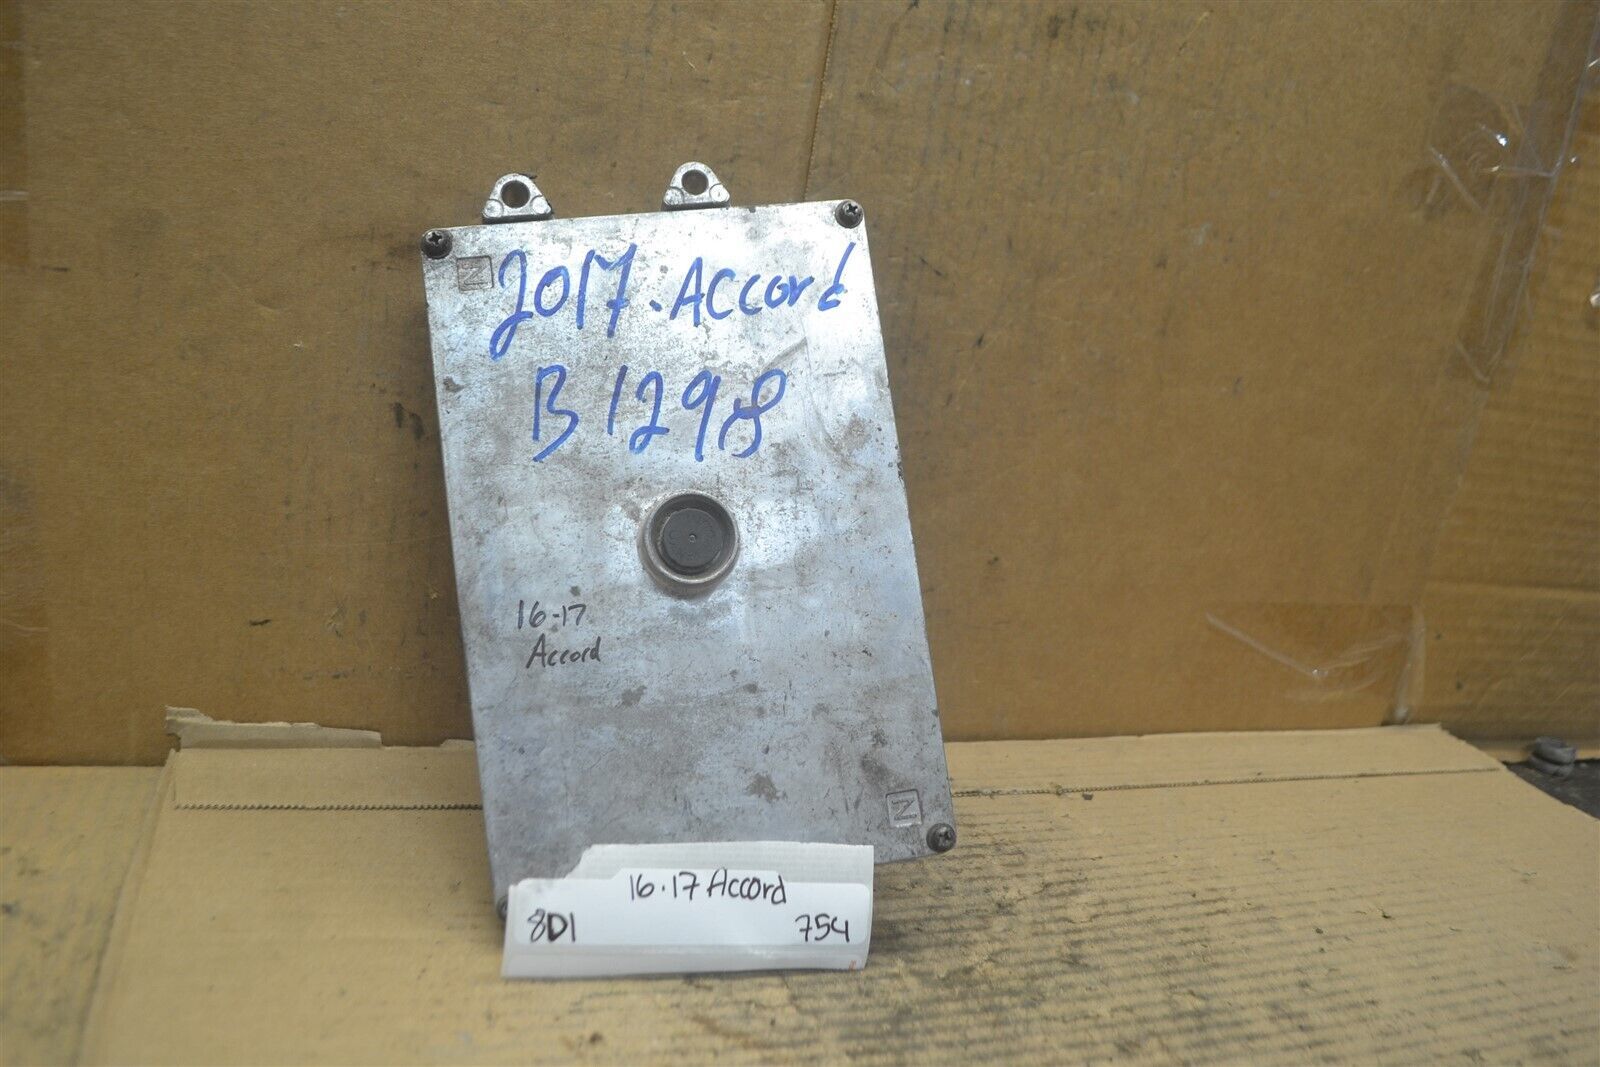 2017. Accord
B1298
16-17
Accord
16.17 Accord
8D1 754